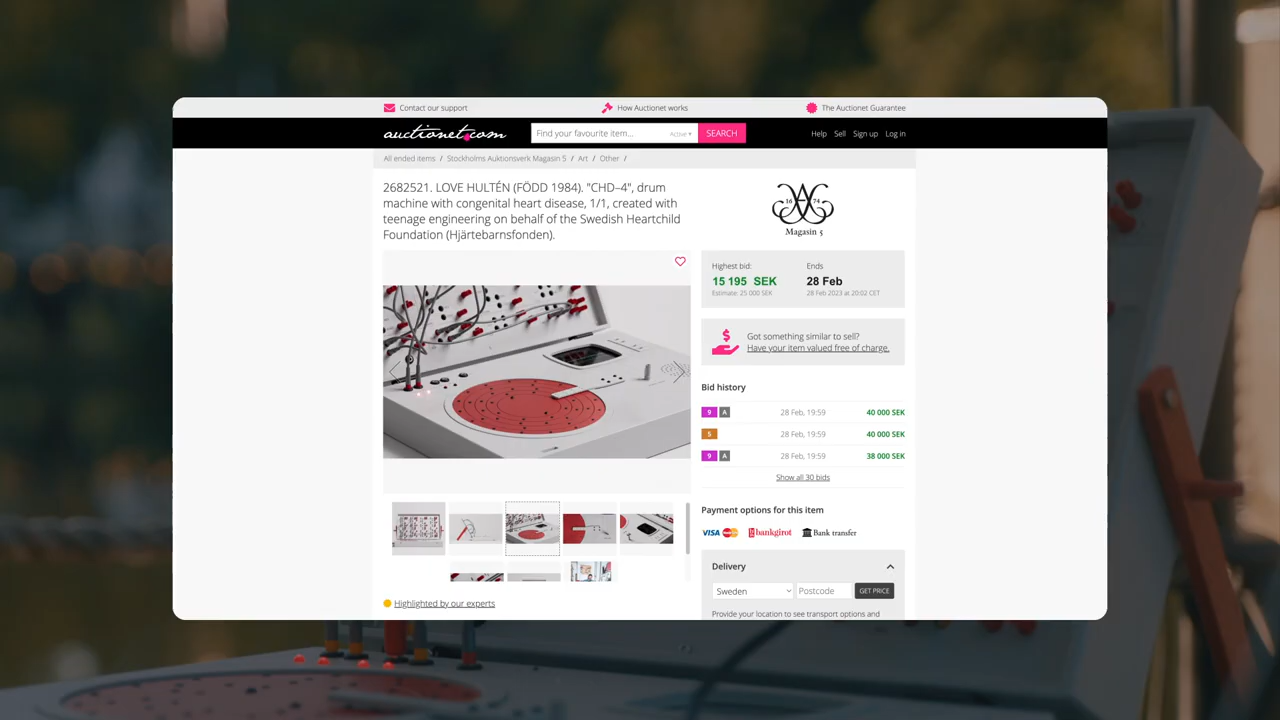 Contact our support
How Auctionet works
The Auctionet Guarantee
auctionet.com
Find your favourite item...
Active ▾
SEARCH
Help
Sell
Sign up
Log in
All ended items / Stockholms Auktionsverk Magasin 5 / Art / Other /
2682521. LOVE HULTÉN (FÖDD 1984). "CHD–4", drum
machine with congenital heart disease, 1/1, created with
teenage engineering on behalf of the Swedish Heartchild
Foundation (Hjärtebarnsfonden).
16 74
Magasin 5
Highest bid:
15 195 SEK
Estimate: 25 000 SEK
Ends
28 Feb
28 Feb 2023 at 20:02 CET
$
Got something similar to sell?
Have your item valued free of charge.
Bid history
9 A 28 Feb, 19:59 40 000 SEK
5 28 Feb, 19:59 40 000 SEK
9 A 28 Feb, 19:59 38 000 SEK
Show all 30 bids
Payment options for this item
VISA
bankgirot
Bank transfer
Delivery
Sweden
Postcode
GET PRICE
Provide your location to see transport options and
Highlighted by our experts